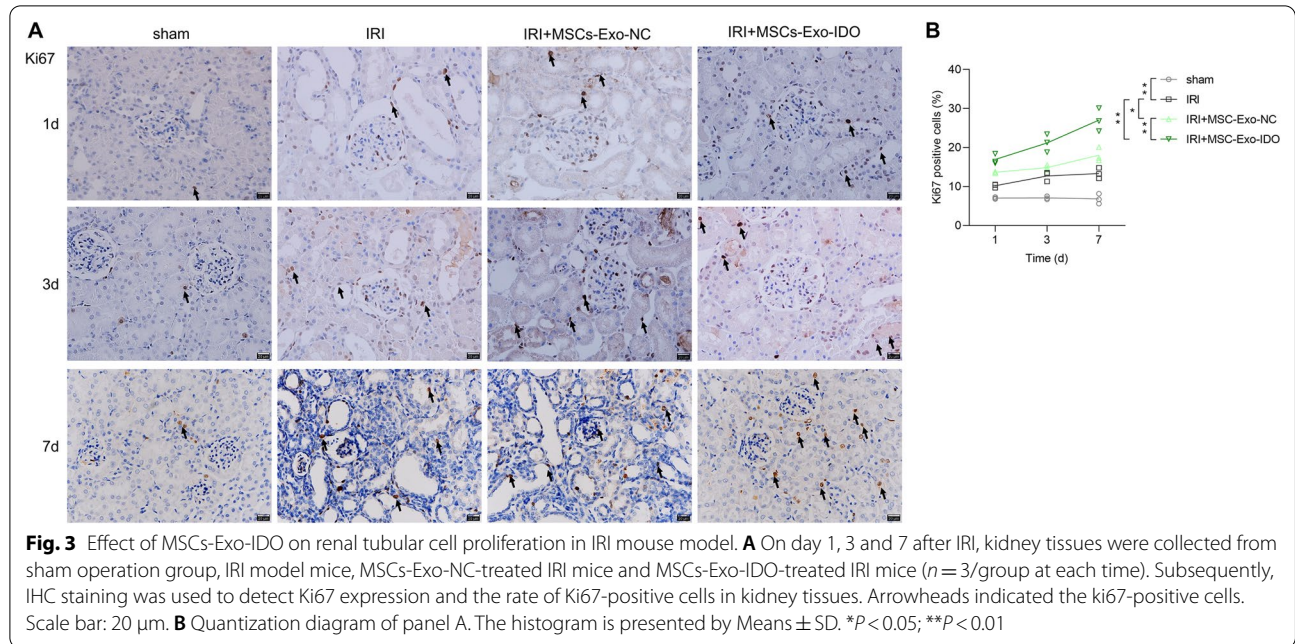 A
sham
IRI
IRI+MSCs-Exo-NC
IRI+MSCs-Exo-IDO
Ki67
1d
3d
7d
B
40
30
20
10
0
Ki67 positive cells (%)
1
3
7
Time (d)
sham
IRI
IRI+MSC-Exo-NC
IRI+MSC-Exo-IDO
**
*
**
**
Fig. 3 Effect of MSCs-Exo-IDO on renal tubular cell proliferation in IRI mouse model. A On day 1, 3 and 7 after IRI, kidney tissues were collected from
sham operation group, IRI model mice, MSCs-Exo-NC-treated IRI mice and MSCs-Exo-IDO-treated IRI mice (n = 3/group at each time). Subsequently,
IHC staining was used to detect Ki67 expression and the rate of Ki67-positive cells in kidney tissues. Arrowheads indicated the ki67-positive cells.
Scale bar: 20 μm. B Quantization diagram of panel A. The histogram is presented by Means ± SD. *P < 0.05; **P < 0.01